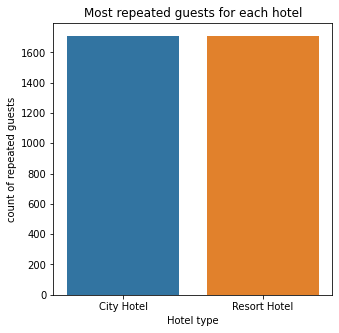 Most repeated guests for each hotel
count of repeated guests
1600
1400
1200
1000
800
600
400
200
0
City Hotel
Resort Hotel
Hotel type